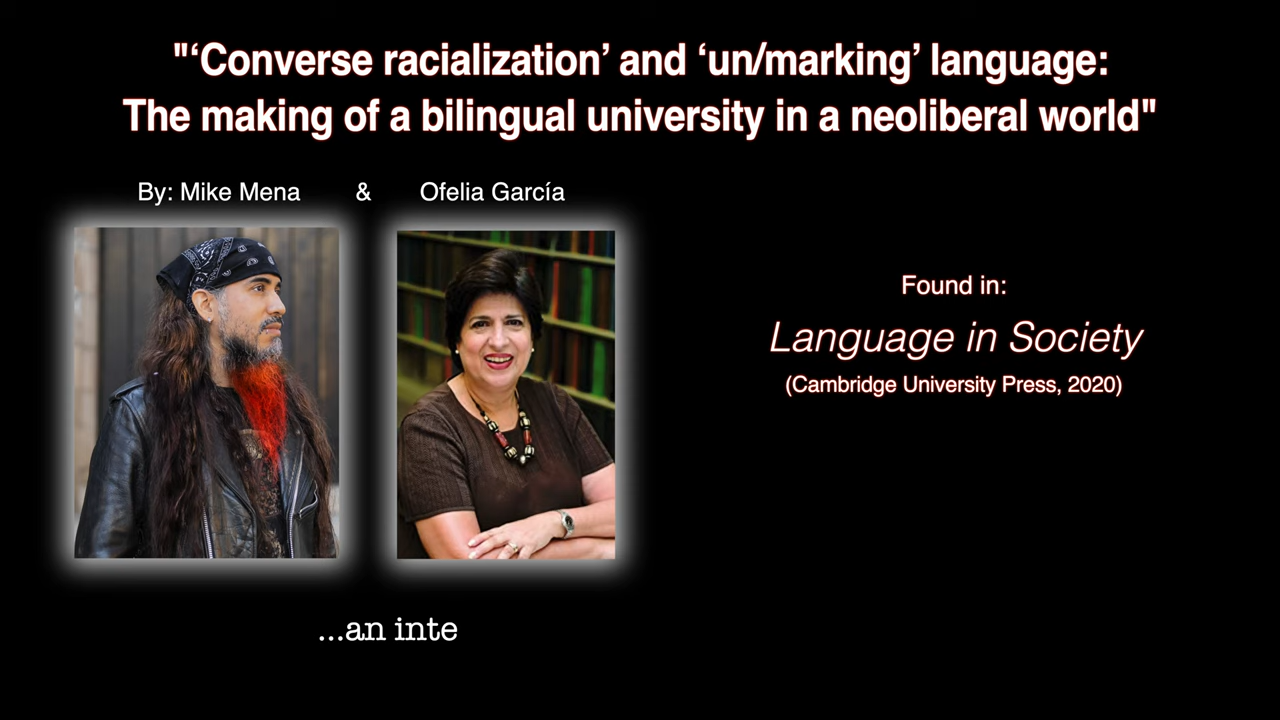 "‘Converse racialization’ and ‘un/marking’ language:
The making of a bilingual university in a neoliberal world"
By: Mike Mena & Ofelia García
Found in:
Language in Society
(Cambridge University Press, 2020)
...an inte